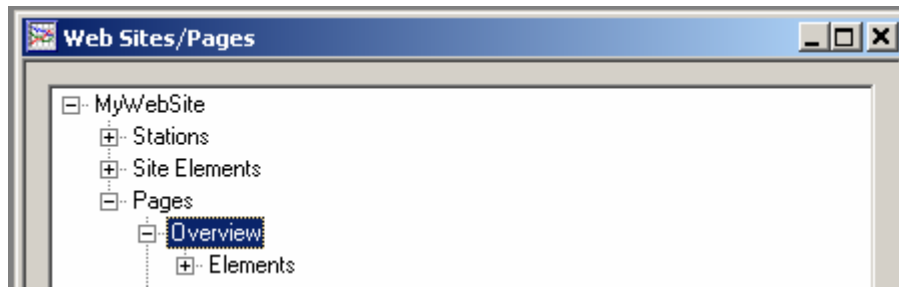 Web Sites/Pages
MyWebSite
Stations
Site Elements
Pages
Overview
Elements